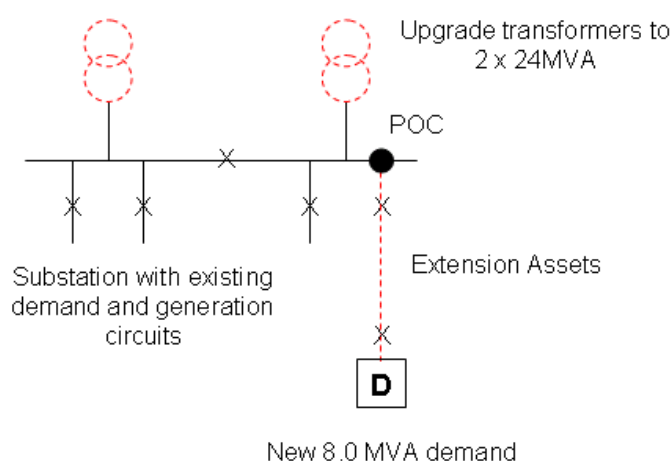 Upgrade transformers to
2 x 24MVA
POC
Extension Assets
Substation with existing
demand and generation
circuits
D
New 8.0 MVA demand